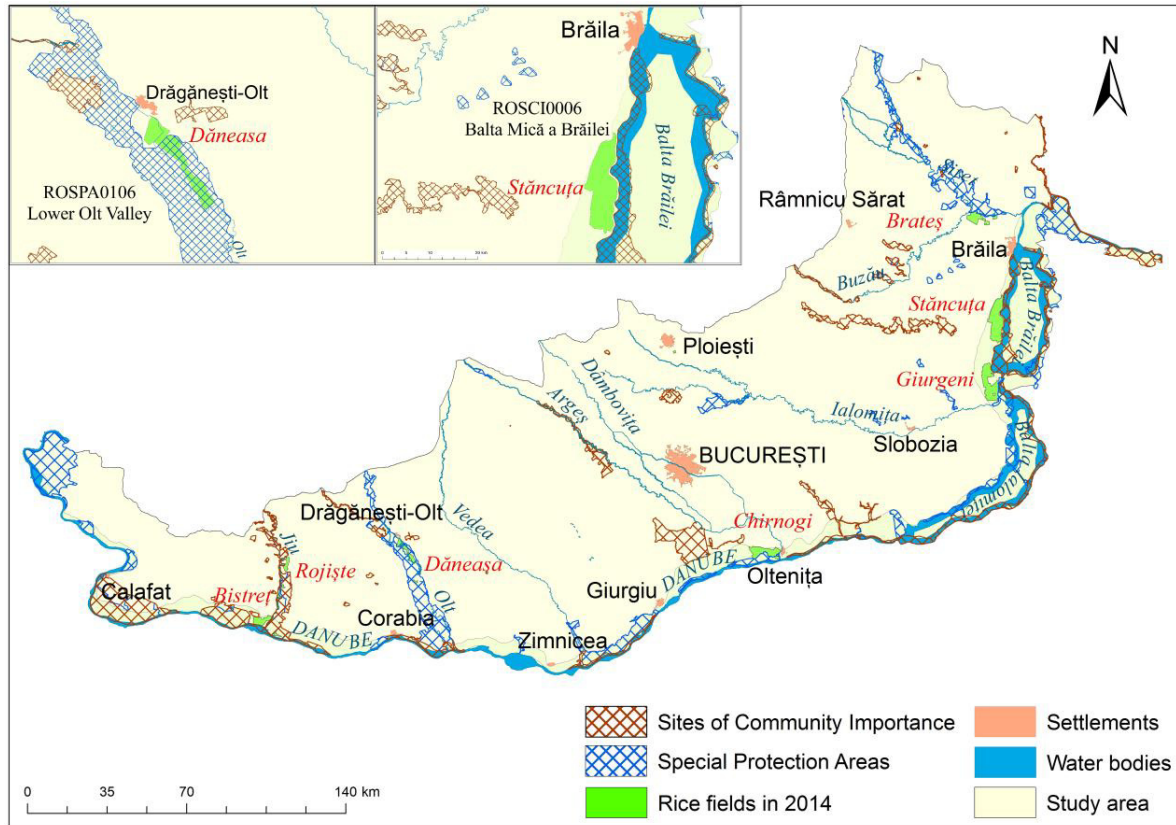 Drăgănești-Olt
Dăneasa
ROSPA0106
Lower Olt Valley
Olt
Brăila
ROSCI0006
Balta Mică a Brăilei
Balta Brăilei
Stăncuța
N
Siret
Râmnicu Sărat
Brateș
Brăila
Buzău
Balta Brăilei
Stăncuța
Ploiești
Giurgeni
Dâmbovița
Argeș
Ialomița
Slobozia
BUCUREȘTI
Balta Ialomiței
Drăgănești-Olt
Vedea
Chirnogi
Jiu
Rojiște
Dăneașa
DANUBE
Oltenița
Calafat
Bistreț
Olt
Giurgiu
Corabia
DANUBE
Zimnicea
Sites of Community Importance
Settlements
Special Protection Areas
Water bodies
Rice fields in 2014
Study area
0 35 70 140 km